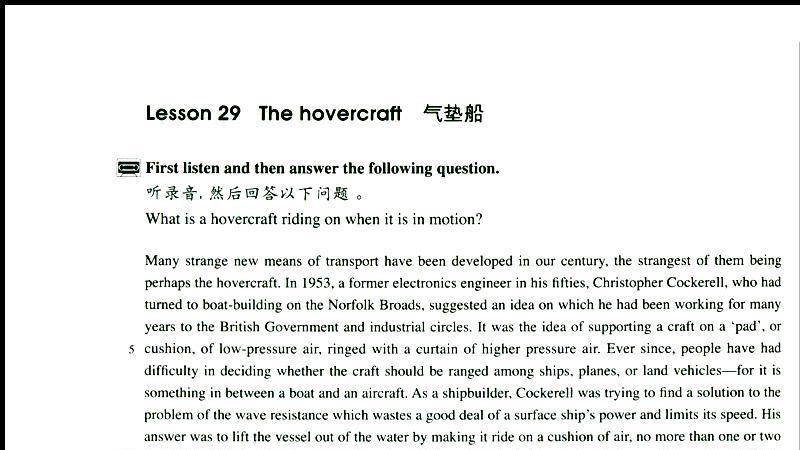 Lesson 29 The hovercraft 气垫船
First listen and then answer the following question.
听录音，然后回答以下问题。
What is a hovercraft riding on when it is in motion?
Many strange new means of transport have been developed in our century, the strangest of them being
perhaps the hovercraft. In 1953, a former electronics engineer in his fifties, Christopher Cockerell, who had
turned to boat-building on the Norfolk Broads, suggested an idea on which he had been working for many
years to the British Government and industrial circles. It was the idea of supporting a craft on a 'pad', or
5 cushion, of low-pressure air, ringed with a curtain of higher pressure air. Ever since, people have had
difficulty in deciding whether the craft should be ranged among ships, planes, or land vehicles—for it is
something in between a boat and an aircraft. As a shipbuilder, Cockerell was trying to find a solution to the
problem of the wave resistance which wastes a good deal of a surface ship's power and limits its speed. His
answer was to lift the vessel out of the water by making it ride on a cushion of air, no more than one or two